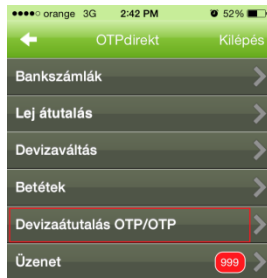 orange 3G 2:42 PM 52%
OTPdirekt Kilépés
Bankszámlák
Lej átutalás
Devizaváltás
Betétek
Devizaátutalás OTP/OTP
Üzenet 999